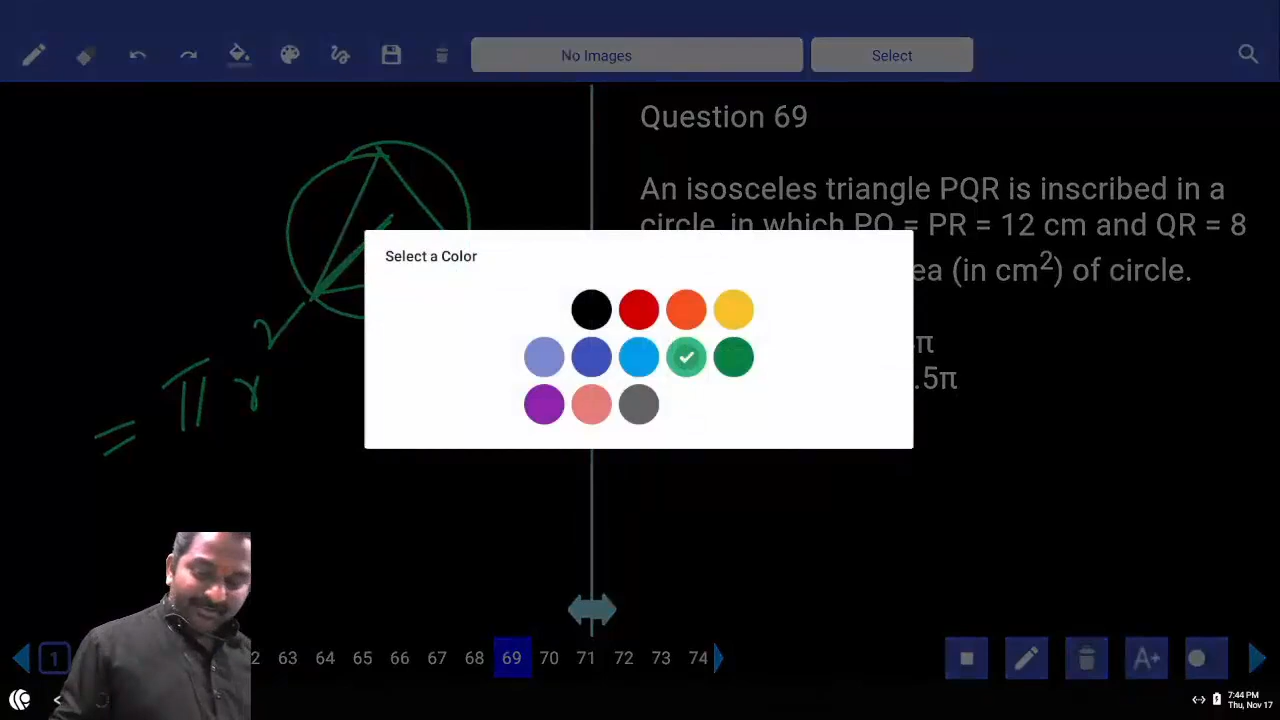 No Images
Select
Question 69
An isosceles triangle PQR is inscribed in a
circle, in which PQ = PR = 12 cm and QR = 8
ea (in cm²) of circle.
π
.5π
Select a Color
= π r²
1
2 63 64 65 66 67 68 69 70 71 72 73 74
A+
7:44 PM
Thu, Nov 17